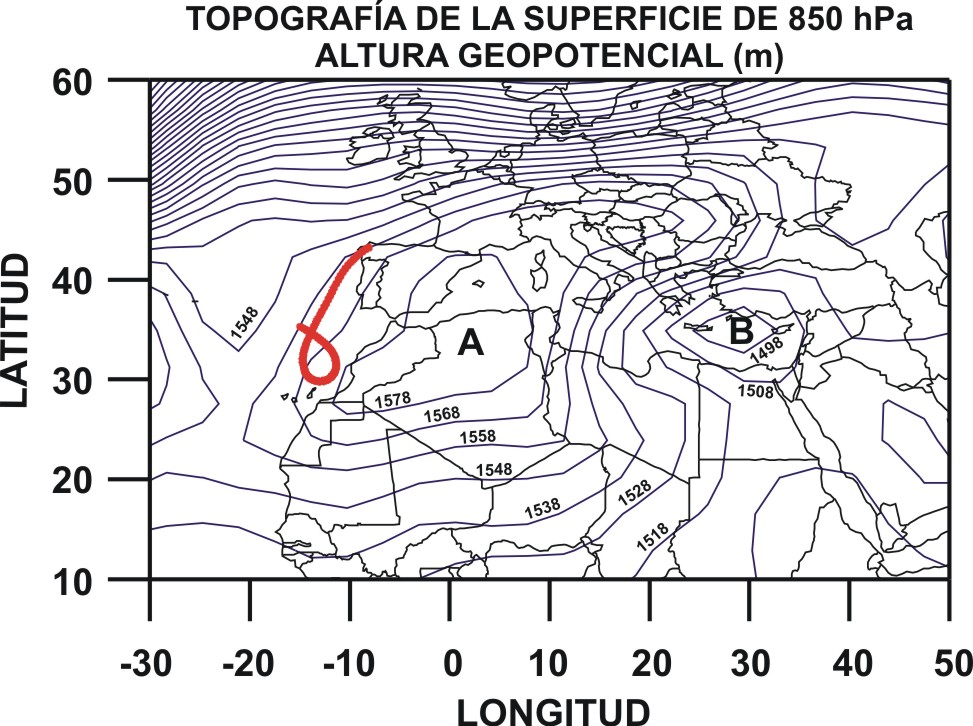 TOPOGRAFÍA DE LA SUPERFICIE DE 850 hPa
ALTURA GEOPOTENCIAL (m)
60
50
40
30
20
10
LATITUD
1548
A
B
1498
1508
1578
1568
1558
1548
1538
1528
1518
-30 -20 -10 0 10 20 30 40 50
LONGITUD